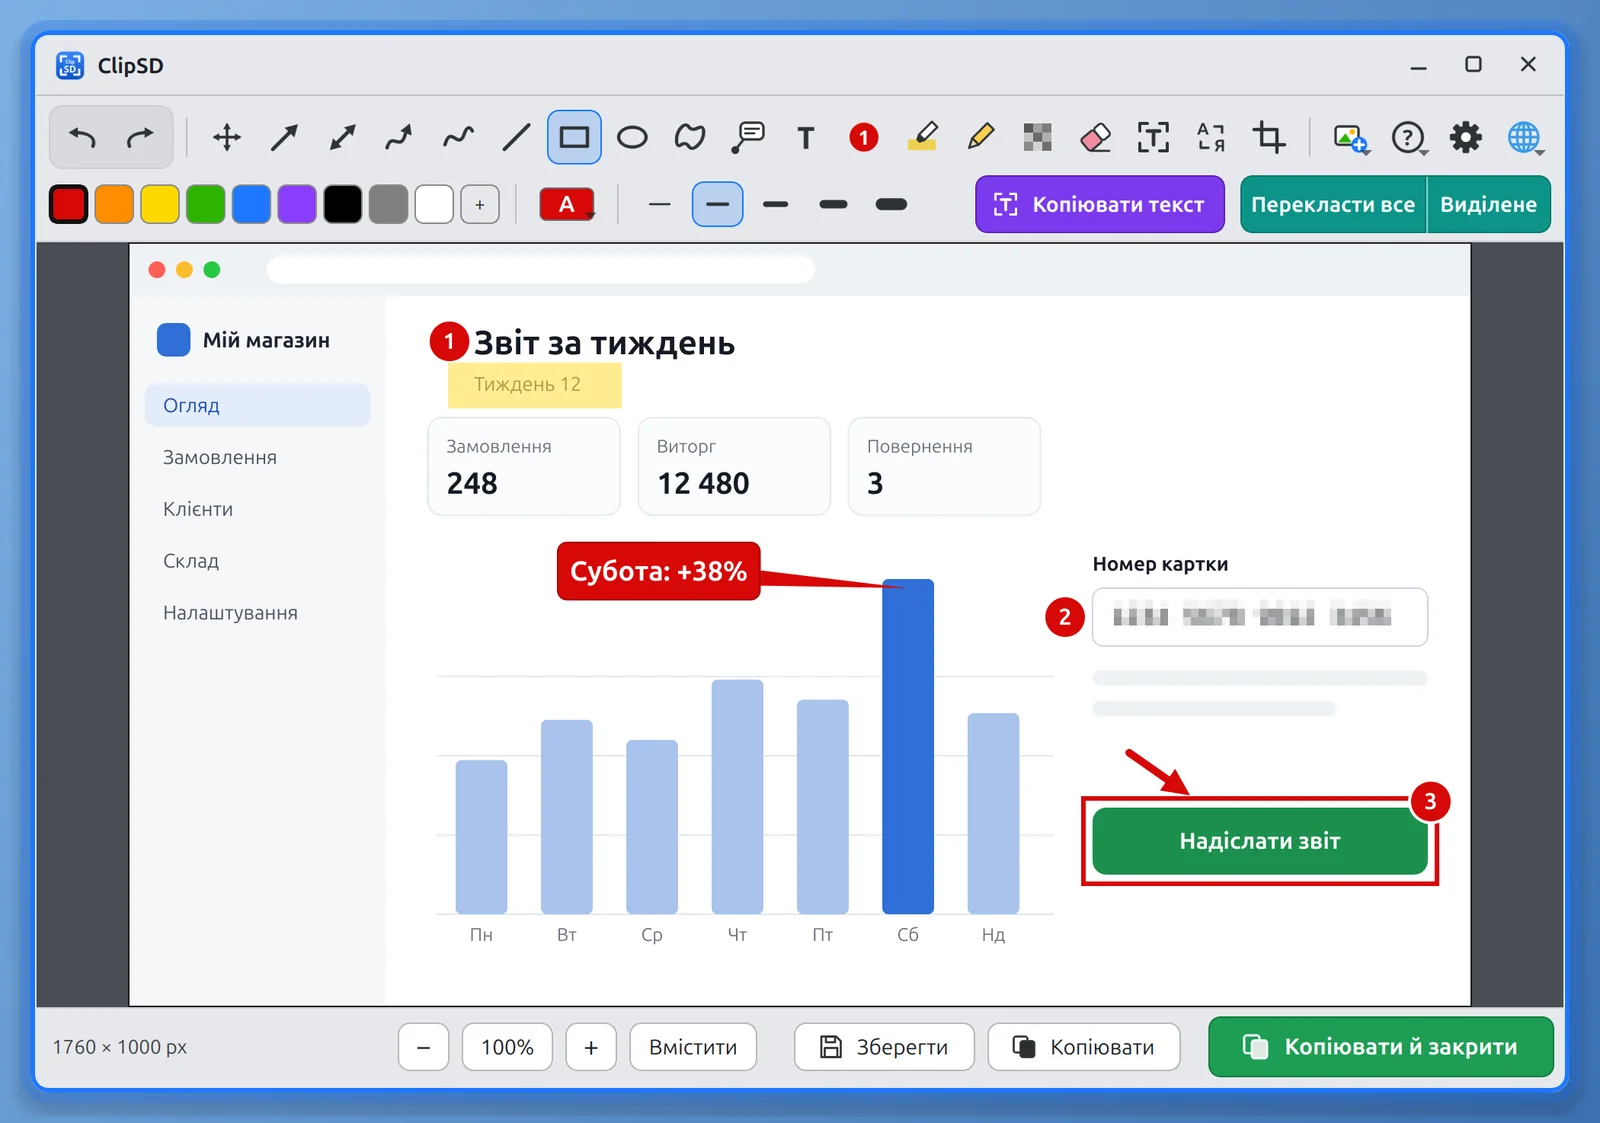 ClipSD
T
1
T
А
Я
A
Копіювати текст
Перекласти все
Виділене
Мій магазин
Огляд
Замовлення
Клієнти
Склад
Налаштування
1 Звіт за тиждень
Тиждень 12
Замовлення
248
Виторг
12 480
Повернення
3
Субота: +38%
Пн Вт Ср Чт Пт Сб Нд
Номер картки
2
3
Надіслати звіт
1760 × 1000 px
−
100%
+
Вмістити
Зберегти
Копіювати
Копіювати й закрити